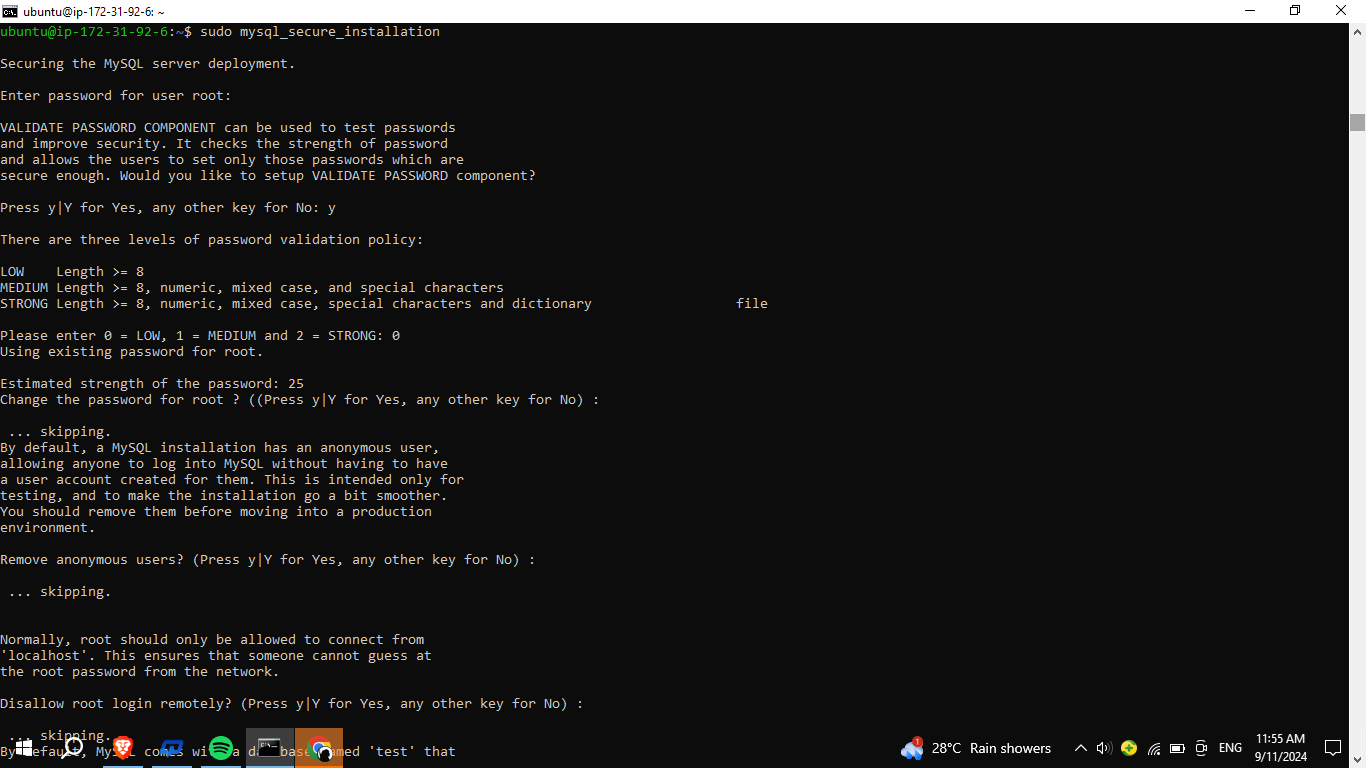 ubuntu@ip-172-31-92-6: ~
ubuntu@ip-172-31-92-6:~$ sudo mysql_secure_installation
Securing the MySQL server deployment.
Enter password for user root:
VALIDATE PASSWORD COMPONENT can be used to test passwords
and improve security. It checks the strength of password
and allows the users to set only those passwords which are
secure enough. Would you like to setup VALIDATE PASSWORD component?
Press y|Y for Yes, any other key for No: y
There are three levels of password validation policy:
LOW    Length >= 8
MEDIUM Length >= 8, numeric, mixed case, and special characters
STRONG Length >= 8, numeric, mixed case, special characters and dictionary                  file
Please enter 0 = LOW, 1 = MEDIUM and 2 = STRONG: 0
Using existing password for root.
Estimated strength of the password: 25
Change the password for root ? ((Press y|Y for Yes, any other key for No) :
 ... skipping.
By default, a MySQL installation has an anonymous user,
allowing anyone to log into MySQL without having to have
a user account created for them. This is intended only for
testing, and to make the installation go a bit smoother.
You should remove them before moving into a production
environment.
Remove anonymous users? (Press y|Y for Yes, any other key for No) :
 ... skipping.
Normally, root should only be allowed to connect from
'localhost'. This ensures that someone cannot guess at
the root password from the network.
Disallow root login remotely? (Press y|Y for Yes, any other key for No) :
 ... skipping.
By default, MySQL comes with a database named 'test' that
1
28°C Rain showers
ENG
11:55 AM
9/11/2024